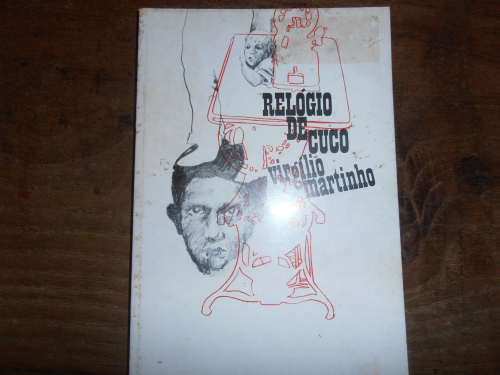 RELÓGIO
DE
CUCO
virgílio
martinho